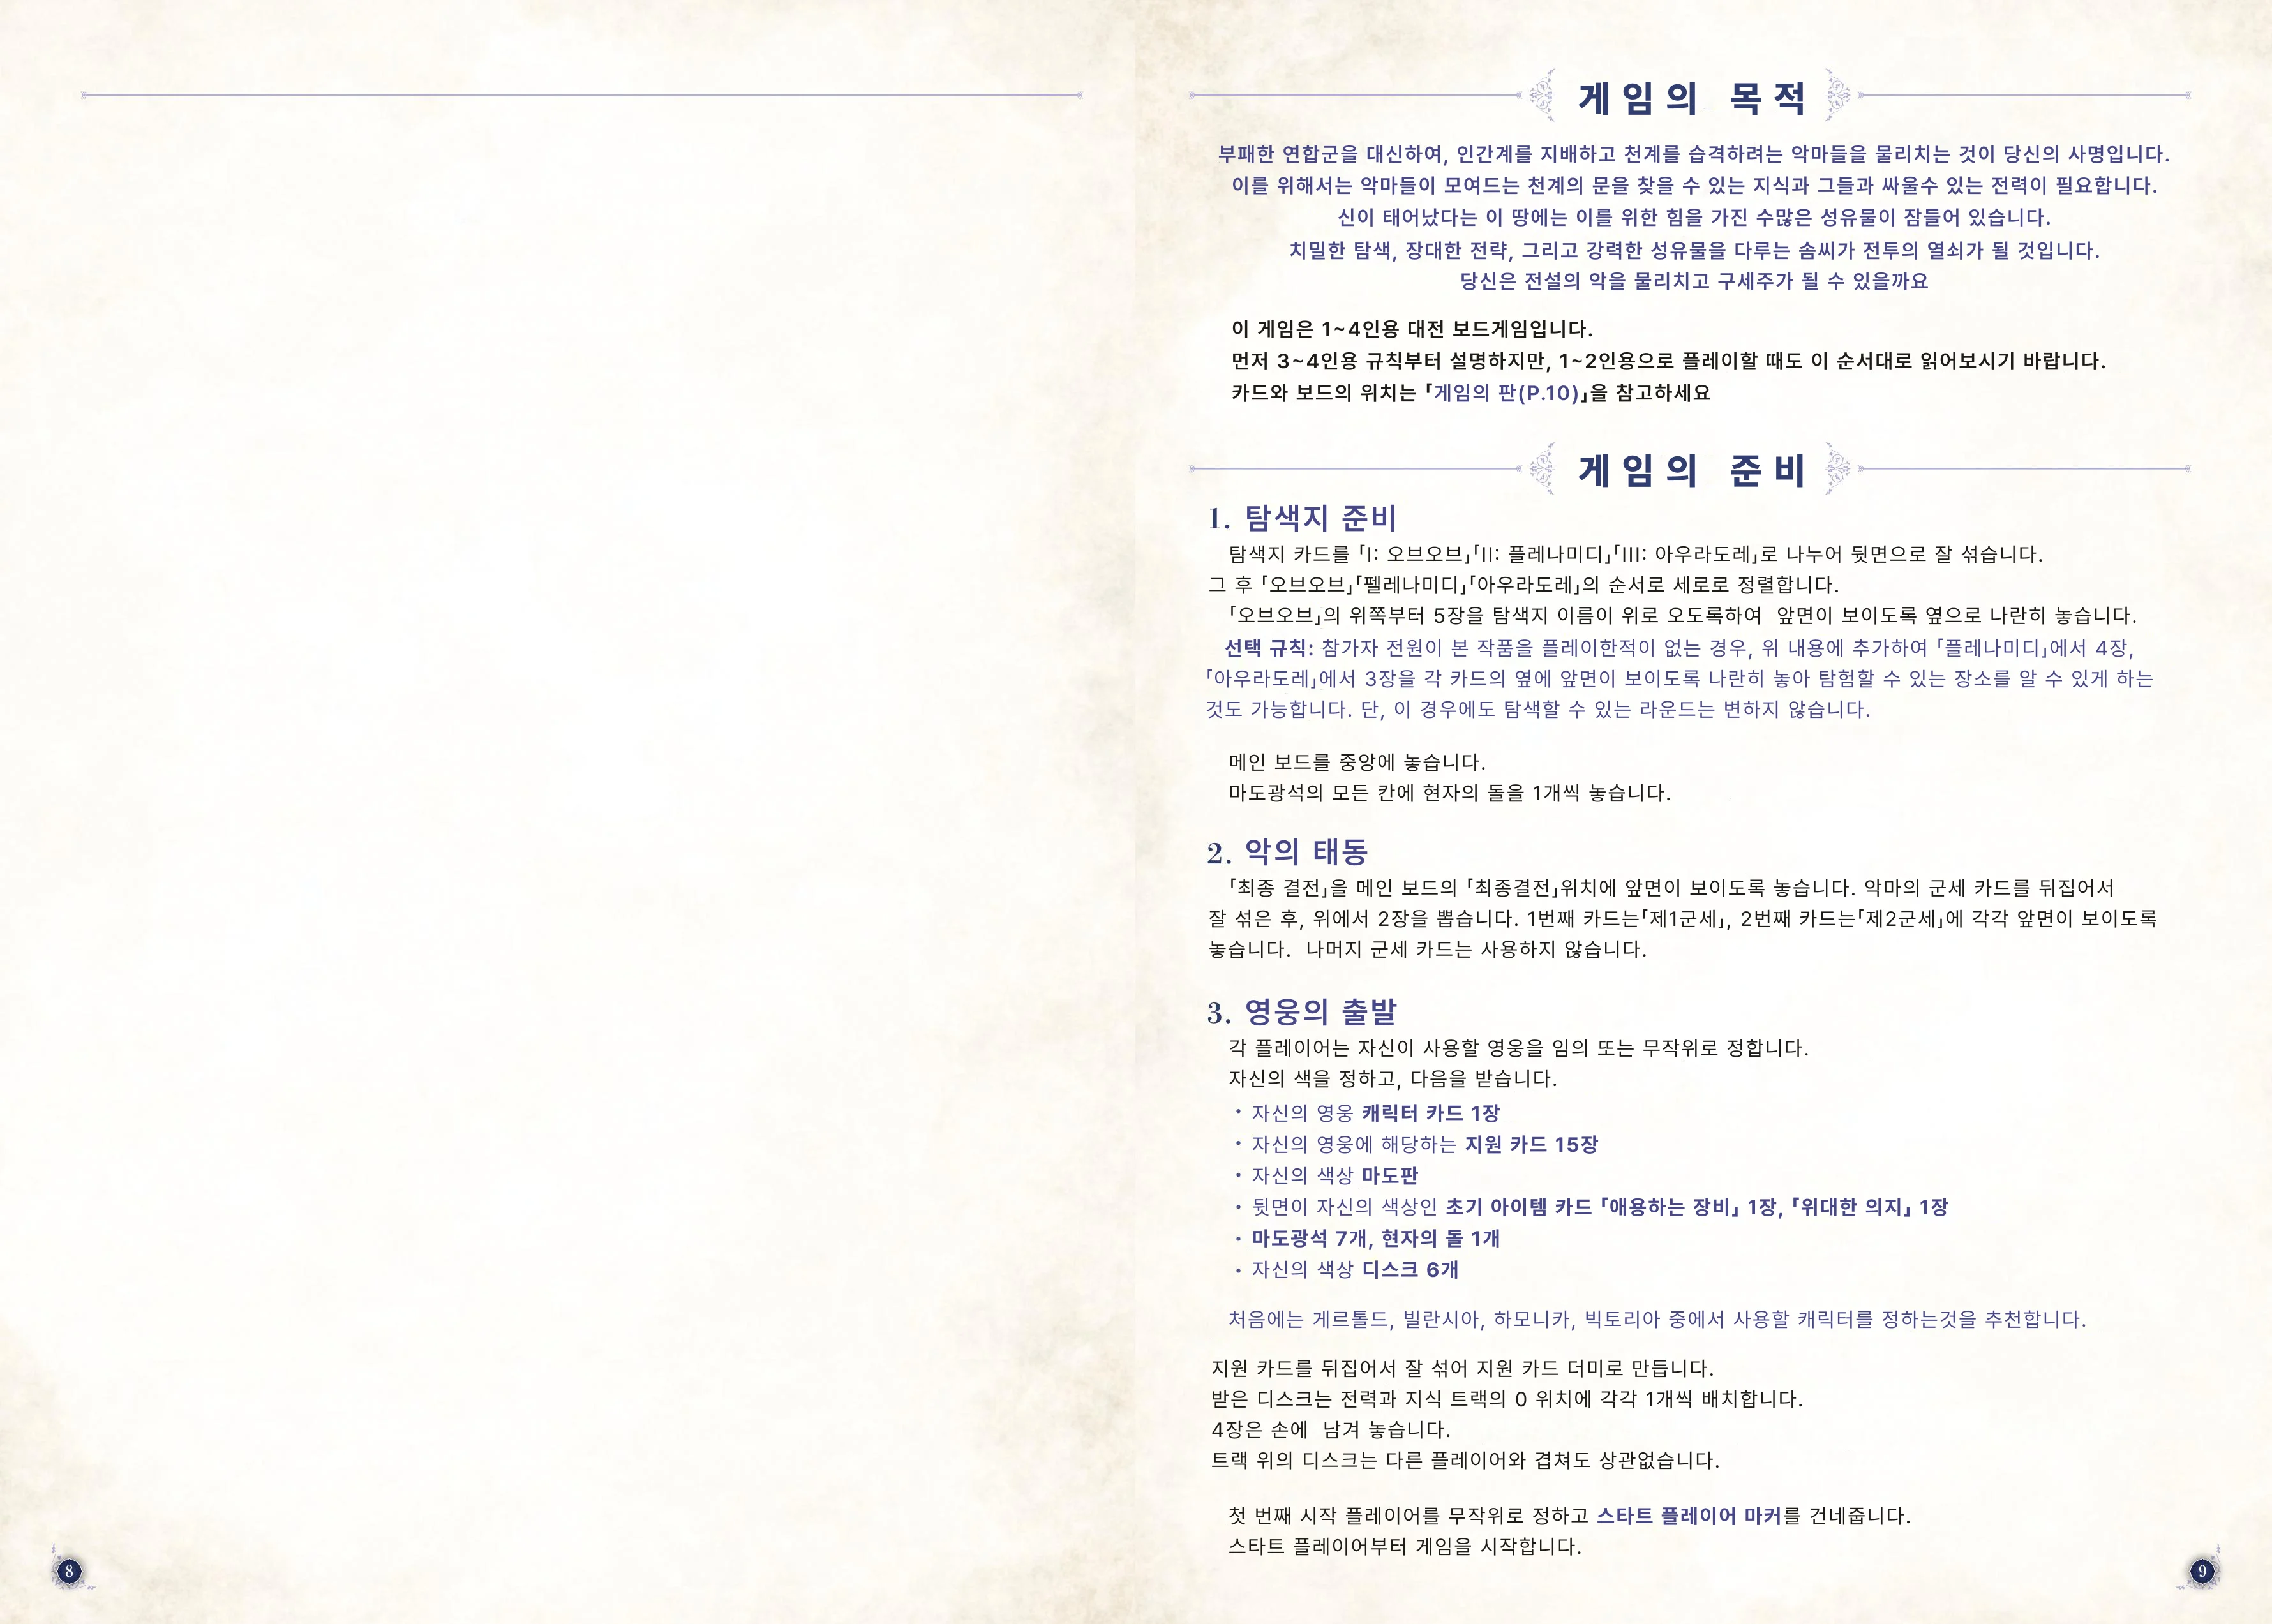 게임의 목적
부패한 연합군을 대신하여, 인간계를 지배하고 천계를 습격하려는 악마들을 물리치는 것이 당신의 사명입니다.
이를 위해서는 악마들이 모여드는 천계의 문을 찾을 수 있는 지식과 그들과 싸울수 있는 전력이 필요합니다.
신이 태어났다는 이 땅에는 이를 위한 힘을 가진 수많은 성유물이 잠들어 있습니다.
치밀한 탐색, 장대한 전략, 그리고 강력한 성유물을 다루는 솜씨가 전투의 열쇠가 될 것입니다.
당신은 전설의 악을 물리치고 구세주가 될 수 있을까요
이 게임은 1~4인용 대전 보드게임입니다.
먼저 3~4인용 규칙부터 설명하지만, 1~2인용으로 플레이할 때도 이 순서대로 읽어보시기 바랍니다.
카드와 보드의 위치는 「게임의 판(P.10)」을 참고하세요
게임의 준비
1. 탐색지 준비
탐색지 카드를 「I: 오브오브」「II: 플레나미디」「III: 아우라도레」로 나누어 뒷면으로 잘 섞습니다.
그 후 「오브오브」「펠레나미디」「아우라도레」의 순서로 세로로 정렬합니다.
「오브오브」의 위쪽부터 5장을 탐색지 이름이 위로 오도록하여 앞면이 보이도록 옆으로 나란히 놓습니다.
선택 규칙: 참가자 전원이 본 작품을 플레이한적이 없는 경우, 위 내용에 추가하여 「플레나미디」에서 4장,
「아우라도레」에서 3장을 각 카드의 옆에 앞면이 보이도록 나란히 놓아 탐험할 수 있는 장소를 알 수 있게 하는
것도 가능합니다. 단, 이 경우에도 탐색할 수 있는 라운드는 변하지 않습니다.
메인 보드를 중앙에 놓습니다.
마도광석의 모든 칸에 현자의 돌을 1개씩 놓습니다.
2. 악의 태동
「최종 결전」을 메인 보드의 「최종결전」위치에 앞면이 보이도록 놓습니다. 악마의 군세 카드를 뒤집어서
잘 섞은 후, 위에서 2장을 뽑습니다. 1번째 카드는「제1군세」, 2번째 카드는「제2군세」에 각각 앞면이 보이도록
놓습니다. 나머지 군세 카드는 사용하지 않습니다.
3. 영웅의 출발
각 플레이어는 자신이 사용할 영웅을 임의 또는 무작위로 정합니다.
자신의 색을 정하고, 다음을 받습니다.
・ 자신의 영웅 캐릭터 카드 1장
・ 자신의 영웅에 해당하는 지원 카드 15장
・ 자신의 색상 마도판
・ 뒷면이 자신의 색상인 초기 아이템 카드 「애용하는 장비」 1장, 「위대한 의지」 1장
・ 마도광석 7개, 현자의 돌 1개
・ 자신의 색상 디스크 6개
처음에는 게르톨드, 빌란시아, 하모니카, 빅토리아 중에서 사용할 캐릭터를 정하는것을 추천합니다.
지원 카드를 뒤집어서 잘 섞어 지원 카드 더미로 만듭니다.
받은 디스크는 전력과 지식 트랙의 0 위치에 각각 1개씩 배치합니다.
4장은 손에 남겨 놓습니다.
트랙 위의 디스크는 다른 플레이어와 겹쳐도 상관없습니다.
첫 번째 시작 플레이어를 무작위로 정하고 스타트 플레이어 마커를 건네줍니다.
스타트 플레이어부터 게임을 시작합니다.
8
9